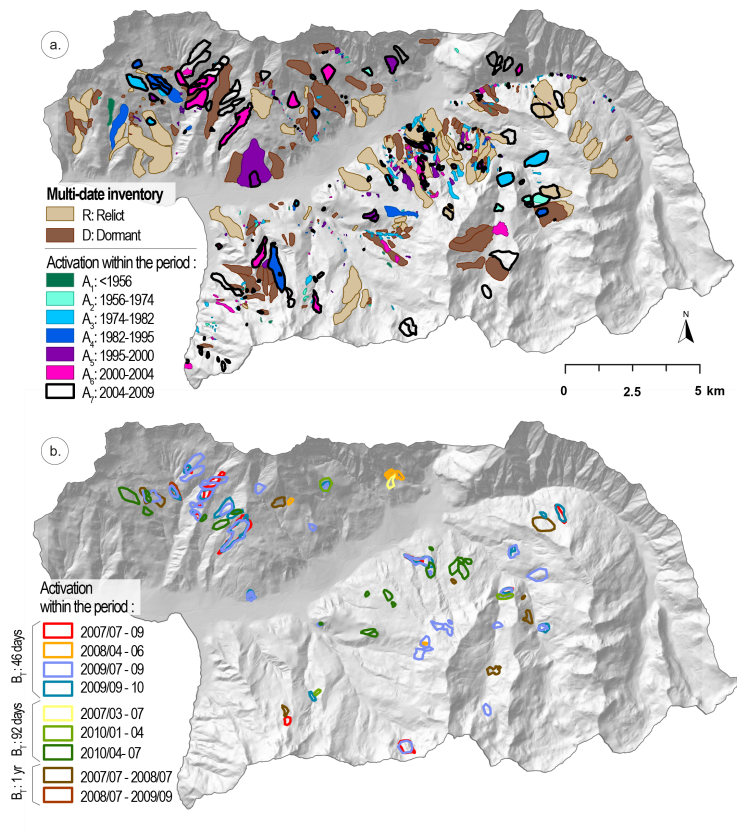 a.
Multi-date inventory
R: Relict
D: Dormant
Activation within the period :
A1: <1956
A2: 1956-1974
A3: 1974-1982
A4: 1982-1995
A5: 1995-2000
A6: 2000-2004
A7: 2004-2009
N
0 2.5 5 km
b.
Activation
within the period :
BT: 46 days
2007/07 - 09
2008/04 - 06
2009/07 - 09
2009/09 - 10
BT: 92 days
2007/03 - 07
2010/01 - 04
2010/04- 07
BT: 1 yr
2007/07 - 2008/07
2008/07 - 2009/09